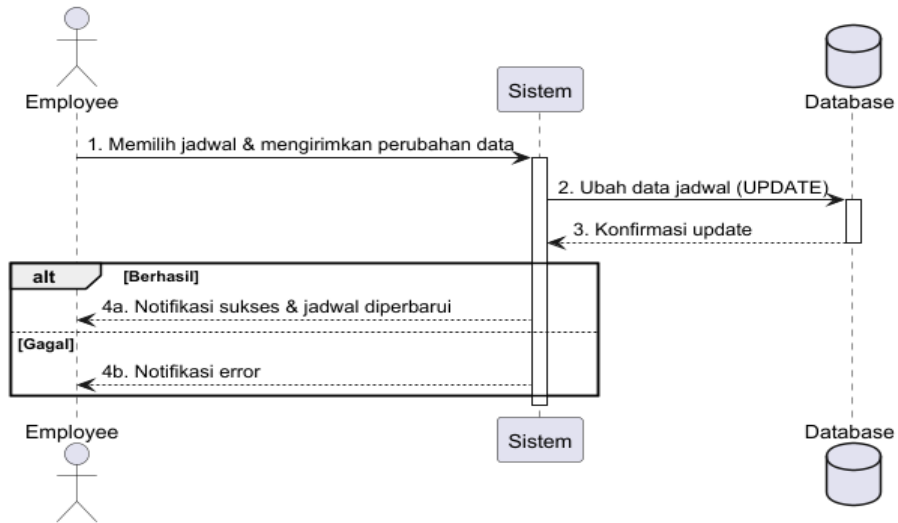 Employee
Sistem
Database
1. Memilih jadwal & mengirimkan perubahan data
2. Ubah data jadwal (UPDATE)
3. Konfirmasi update
alt [Berhasil]
4a. Notifikasi sukses & jadwal diperbarui
[Gagal]
4b. Notifikasi error
Employee
Sistem
Database